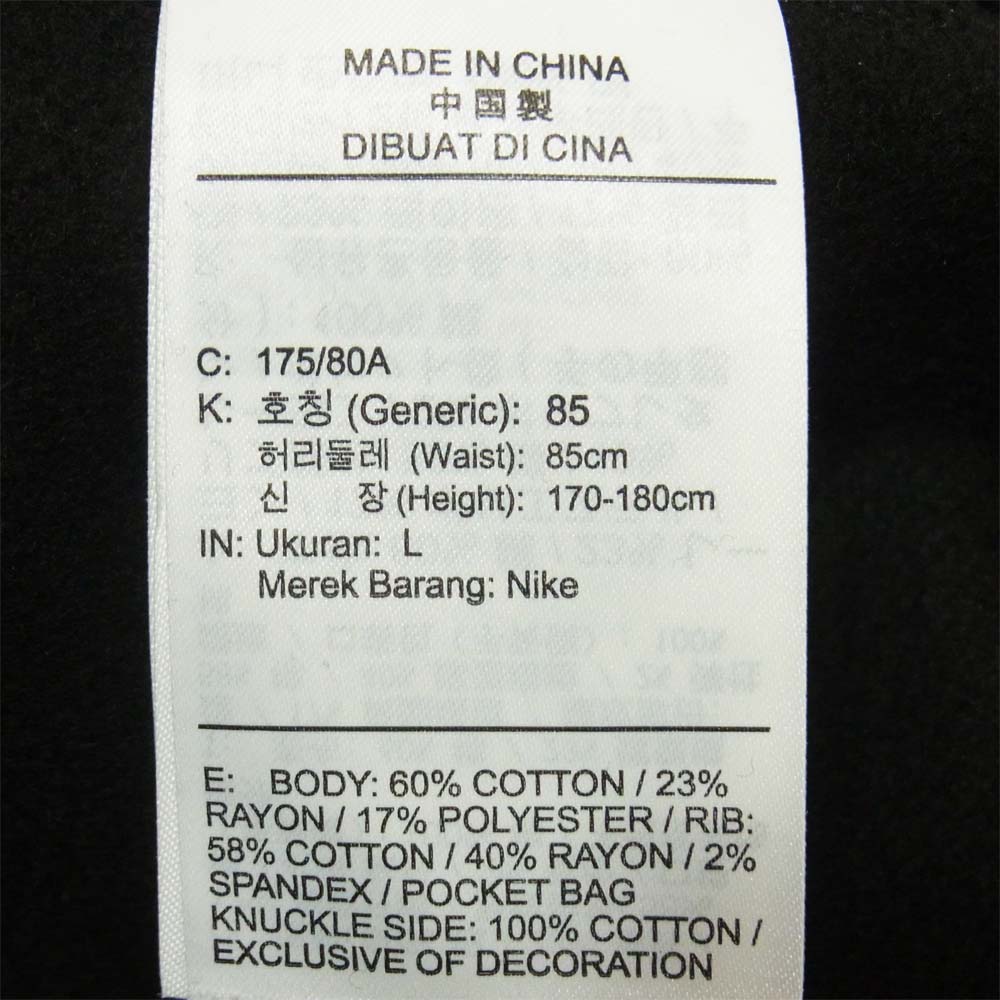 MADE IN CHINA
中国製
DIBUAT DI CINA
C: 175/80A
K: 호칭 (Generic): 85
허리둘레 (Waist): 85cm
신 장 (Height): 170-180cm
IN: Ukuran: L
Merek Barang: Nike
E: BODY: 60% COTTON / 23%
RAYON / 17% POLYESTER / RIB:
58% COTTON / 40% RAYON / 2%
SPANDEX / POCKET BAG
KNUCKLE SIDE: 100% COTTON /
EXCLUSIVE OF DECORATION